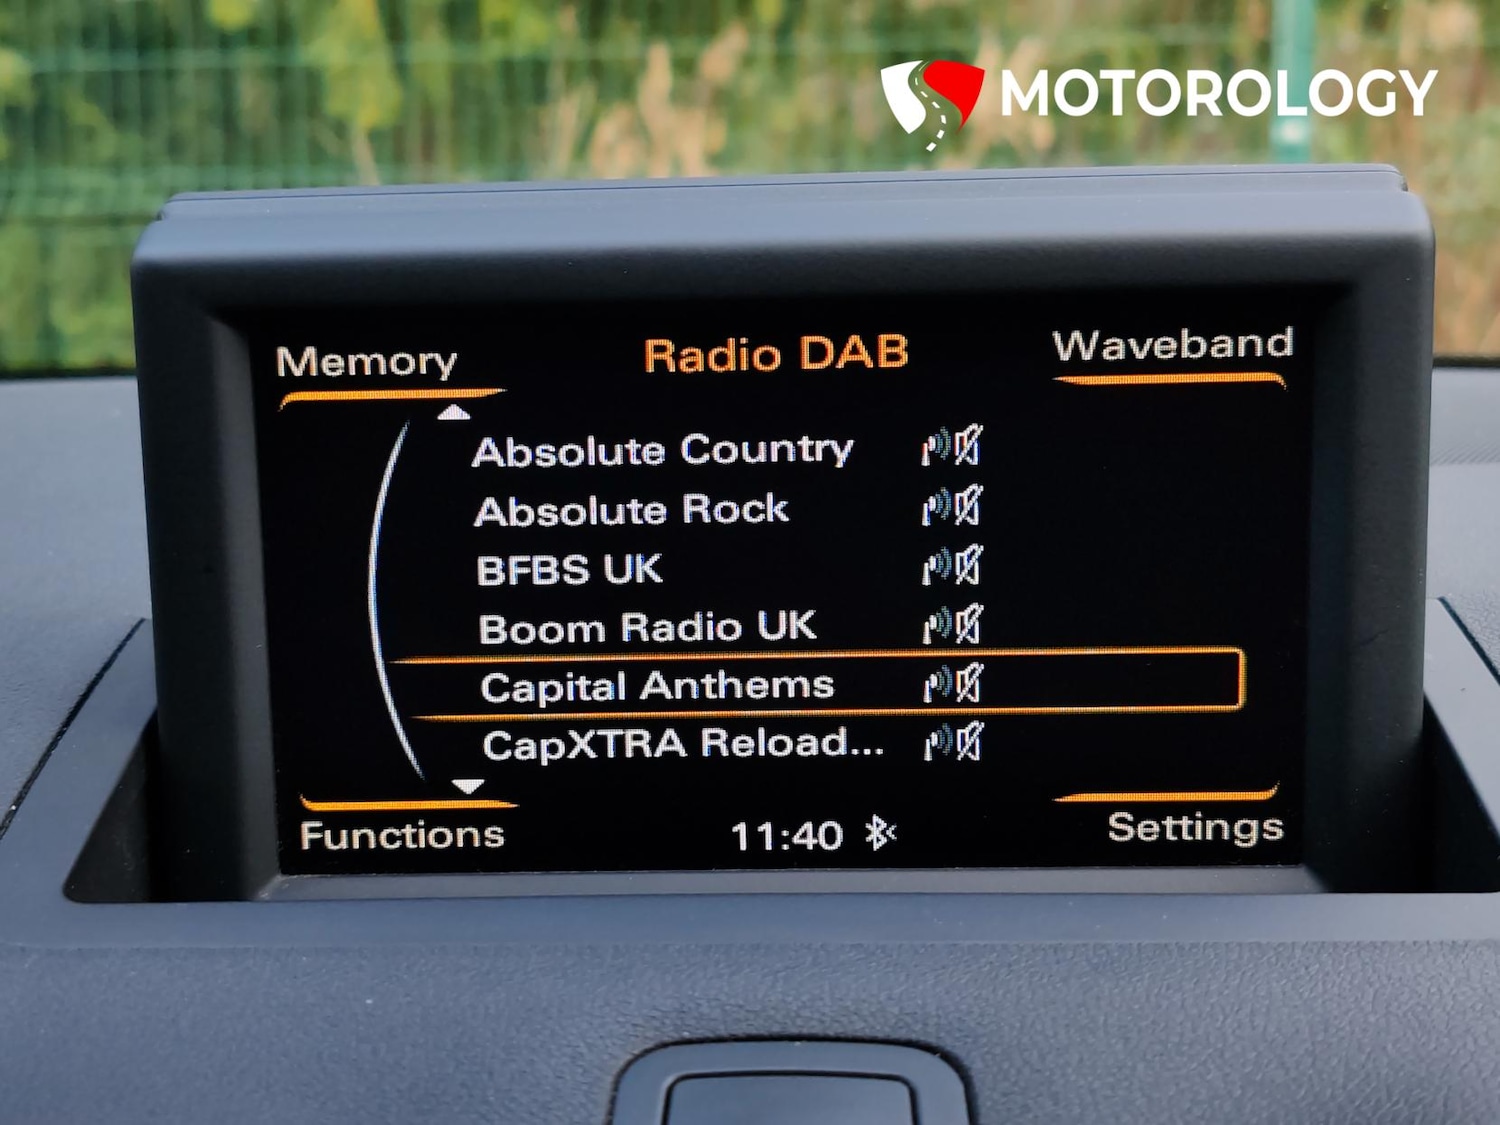 MOTOROLOGY
Memory
Radio DAB
Waveband
Absolute Country
Absolute Rock
BFBS UK
Boom Radio UK
Capital Anthems
CapXTRA Reload...
Functions
11:40
Settings